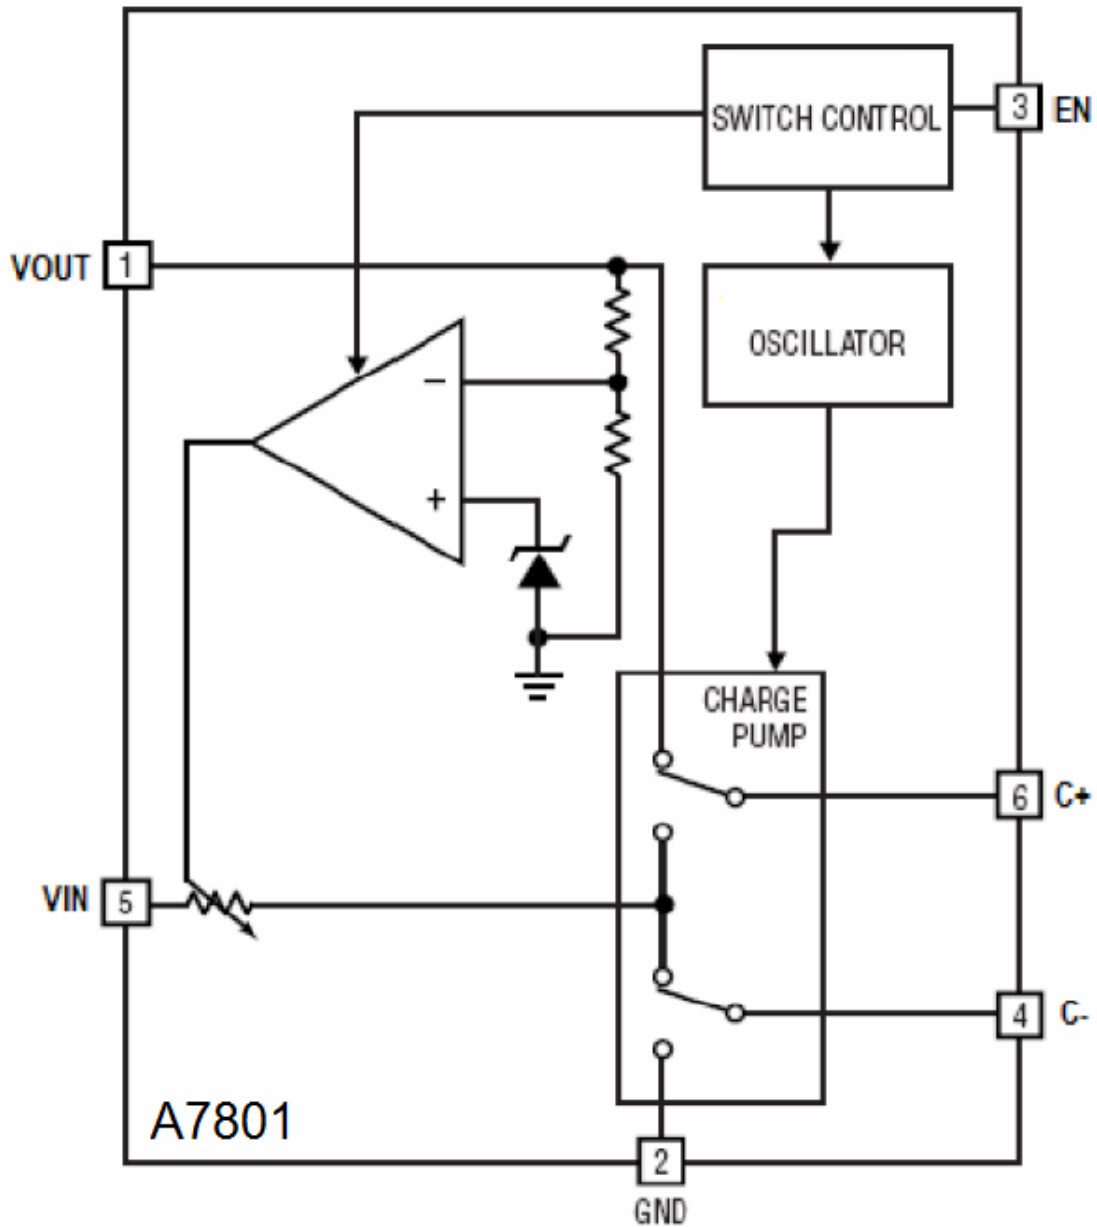 SWITCH CONTROL
3 EN
VOUT 1
OSCILLATOR
−
+
CHARGE
PUMP
6 C+
VIN 5
4 C-
A7801
2
GND